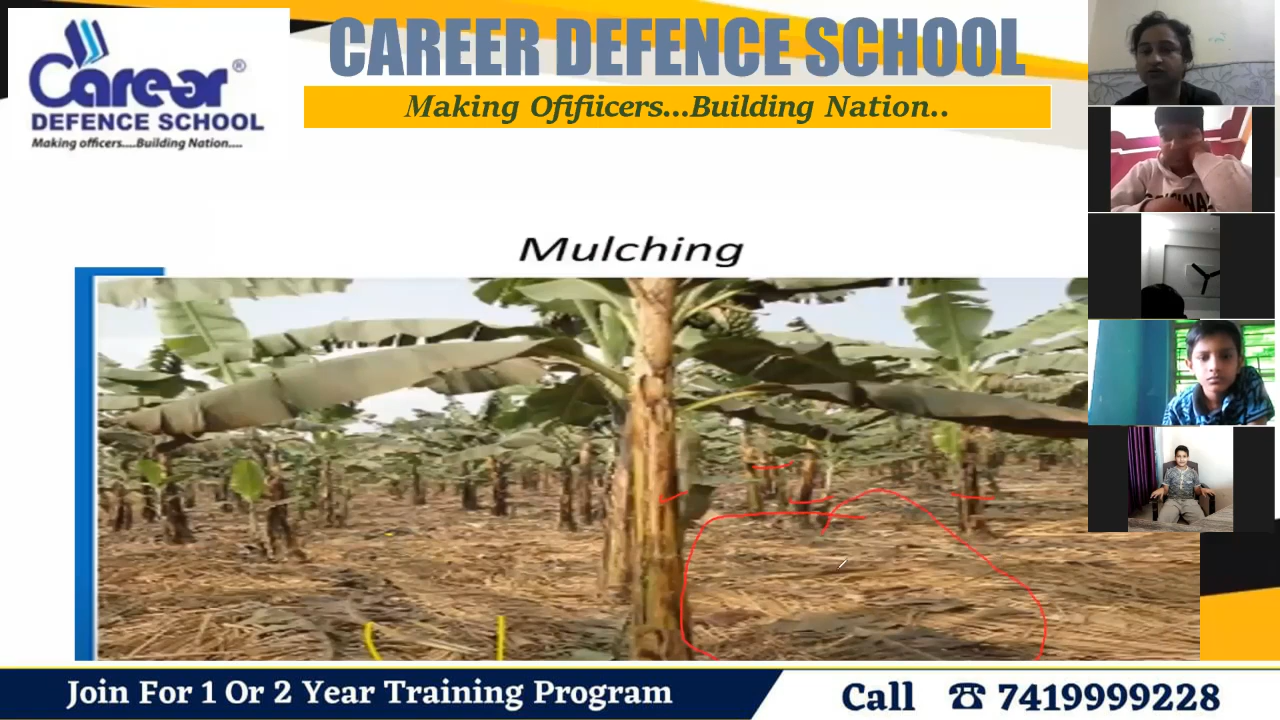 Career®
DEFENCE SCHOOL
Making officers....Building Nation....
CAREER DEFENCE SCHOOL
Making Ofifiicers...Building Nation..
Mulching
Join For 1 Or 2 Year Training Program
Call ☎ 7419999228